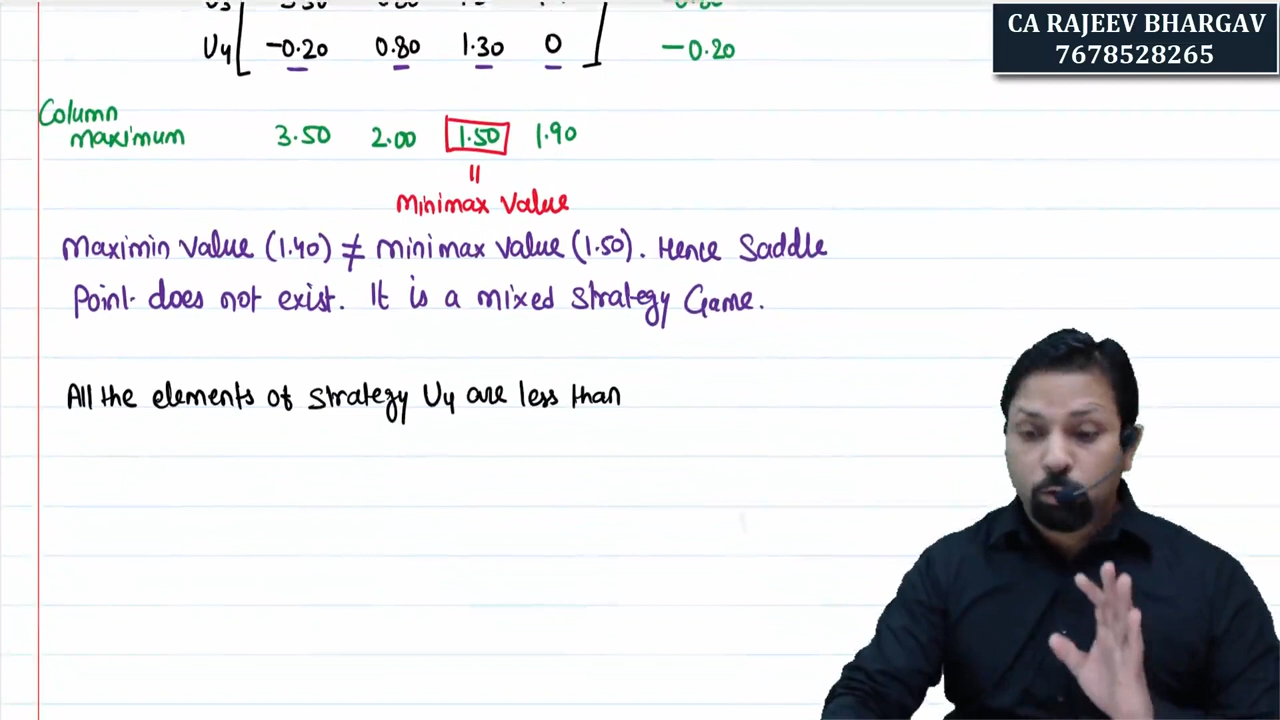 CA RAJEEV BHARGAV
7678528265
U4 -0.20 0.80 1.30 0 -0.20
Column
maximum 3.50 2.00 1.50 1.90
||
Minimax Value
Maximin Value (1.40) ≠ minimax value (1.50). Hence Saddle
Point does not exist. It is a mixed strategy Game.
All the elements of strategy U4 are less than